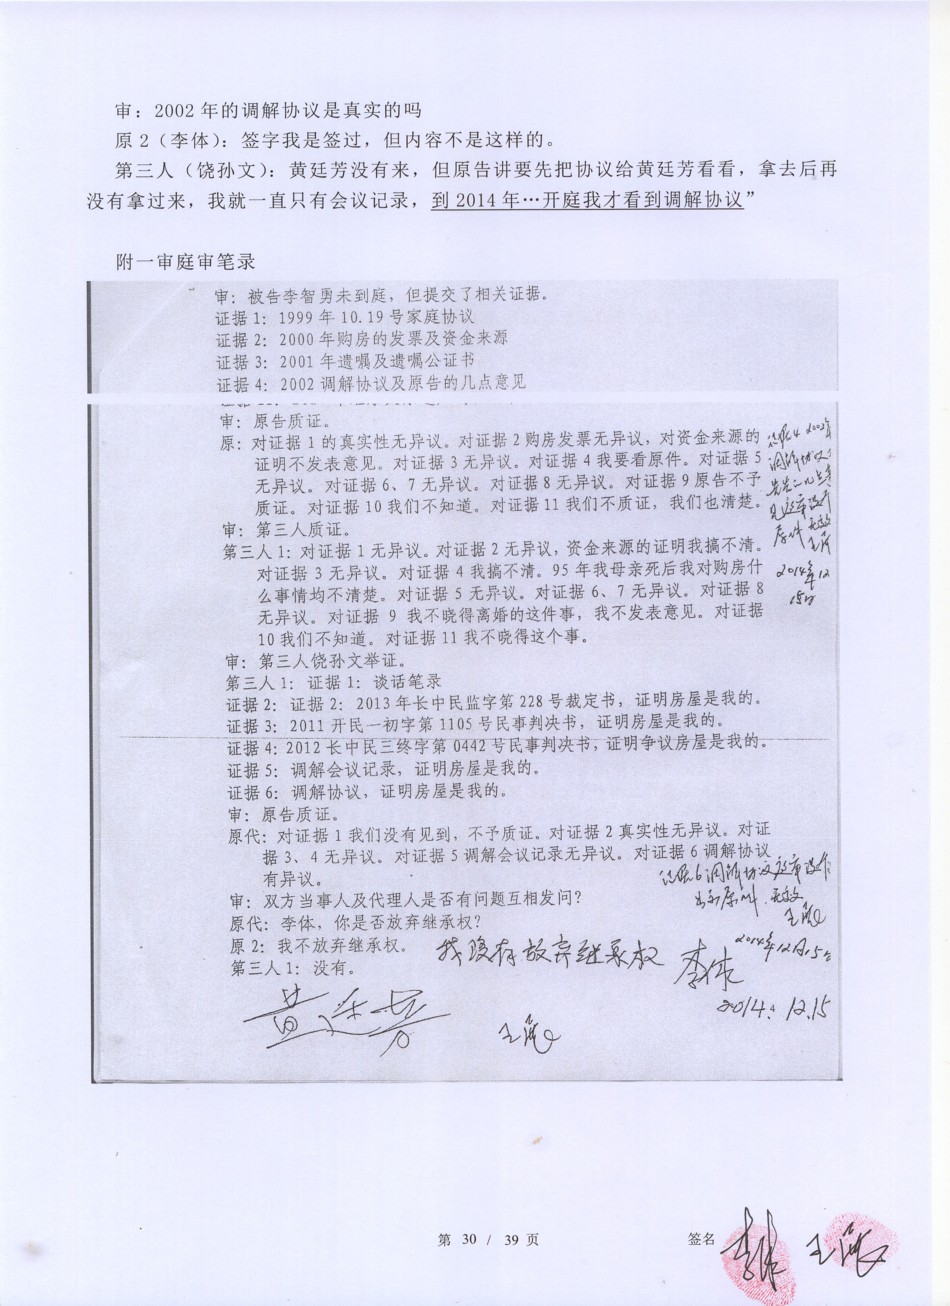 审：2002年的调解协议是真实的吗
原2（李体）：签字我是签过，但内容不是这样的。
第三人（饶孙文）：黄廷芳没有来，但原告讲要先把协议给黄廷芳看看，拿去后再
没有拿过来，我就一直只有会议记录，到2014年…开庭我才看到调解协议”
附一审庭审笔录
审：被告李智勇未到庭，但提交了相关证据。
证据1：1999年10.19号家庭协议
证据2：2000年购房的发票及资金来源
证据3：2001年遗嘱及遗嘱公证书
证据4：2002调解协议及原告的几点意见
审：原告质证。
原：对证据1的真实性无异议。对证据2购房发票无异议，对资金来源的
证明不发表意见。对证据3无异议。对证据4我要看原件。对证据5
无异议。对证据6、7无异议。对证据8无异议。对证据9原告不予
质证。对证据10我们不知道。对证据11我们不质证，我们也清楚。
审：第三人质证。
第三人1：对证据1无异议。对证据2无异议，资金来源的证明我搞不清。
对证据3无异议。对证据4我搞不清。95年我母亲死后我对购房什
么事情均不清楚。对证据5无异议。对证据6、7无异议。对证据8
无异议。对证据9 我不晓得离婚的这件事，我不发表意见。对证据
10我们不知道。对证据11我不晓得这个事。
2014年12
15日
审：第三人饶孙文举证。
第三人1：证据1：谈话笔录
证据2：证据2：2013年长中民监字第228号裁定书，证明房屋是我的。
证据3：2011开民一初字第1105号民事判决书，证明房屋是我的。
证据4：2012长中民三终字第0442号民事判决书，证明争议房屋是我的。
证据5：调解会议记录，证明房屋是我的。
证据6：调解协议，证明房屋是我的。
审：原告质证。
原代：对证据1我们没有见到，不予质证。对证据2真实性无异议。对证
据3、4无异议。对证据5调解会议记录无异议。对证据6调解协议
有异议。
证据6调解协议
审：双方当事人及代理人是否有问题互相发问？
原代：李体，你是否放弃继承权？
原2：我不放弃继承权。
我没有放弃继承权
李体
2014年12月15日
第三人1：没有。
2014.12.15
黄廷芳
第 30 / 39 页
签名
李体